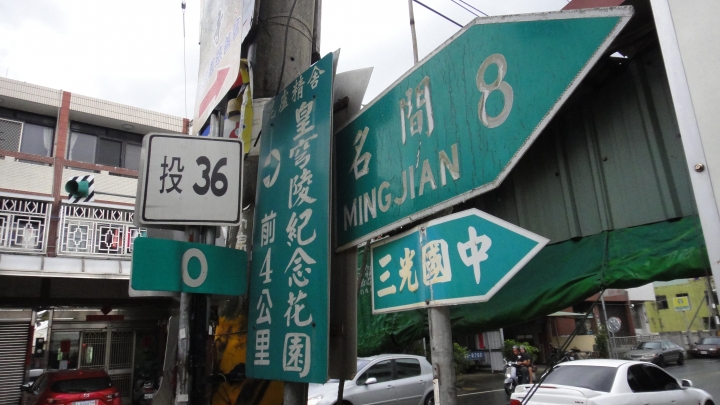 投 36
0
皇穹陵紀念花園
前4公里
名間 8
MINGJIAN
三光國中